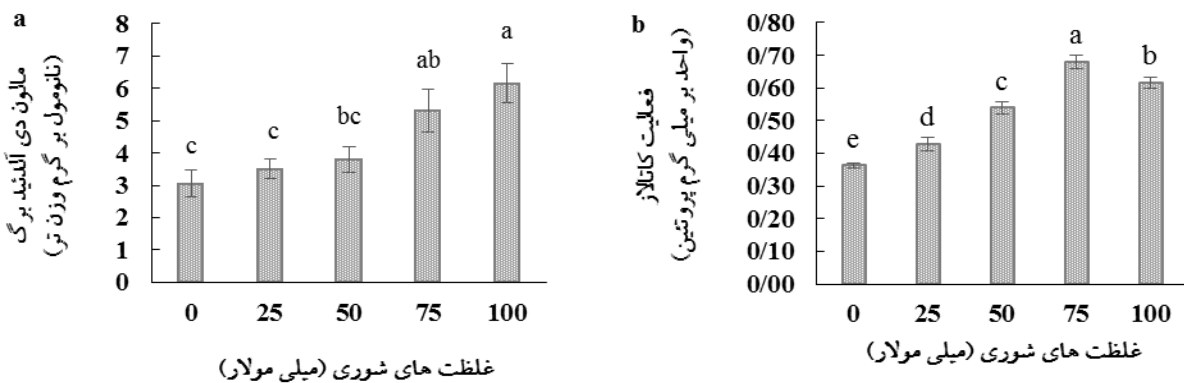 a
مالون دی آلدئید برگ
(نانومول بر گرم وزن تر)
8
7
6
5
4
3
2
1
0
c
c
bc
ab
a
0 25 50 75 100
غلظت های شوری (میلی مولار)
b
فعالیت کاتالاز
(واحد بر میلی گرم پروتئین)
0/80
0/70
0/60
0/50
0/40
0/30
0/20
0/10
0/00
e
d
c
a
b
0 25 50 75 100
غلظت های شوری (میلی مولار)